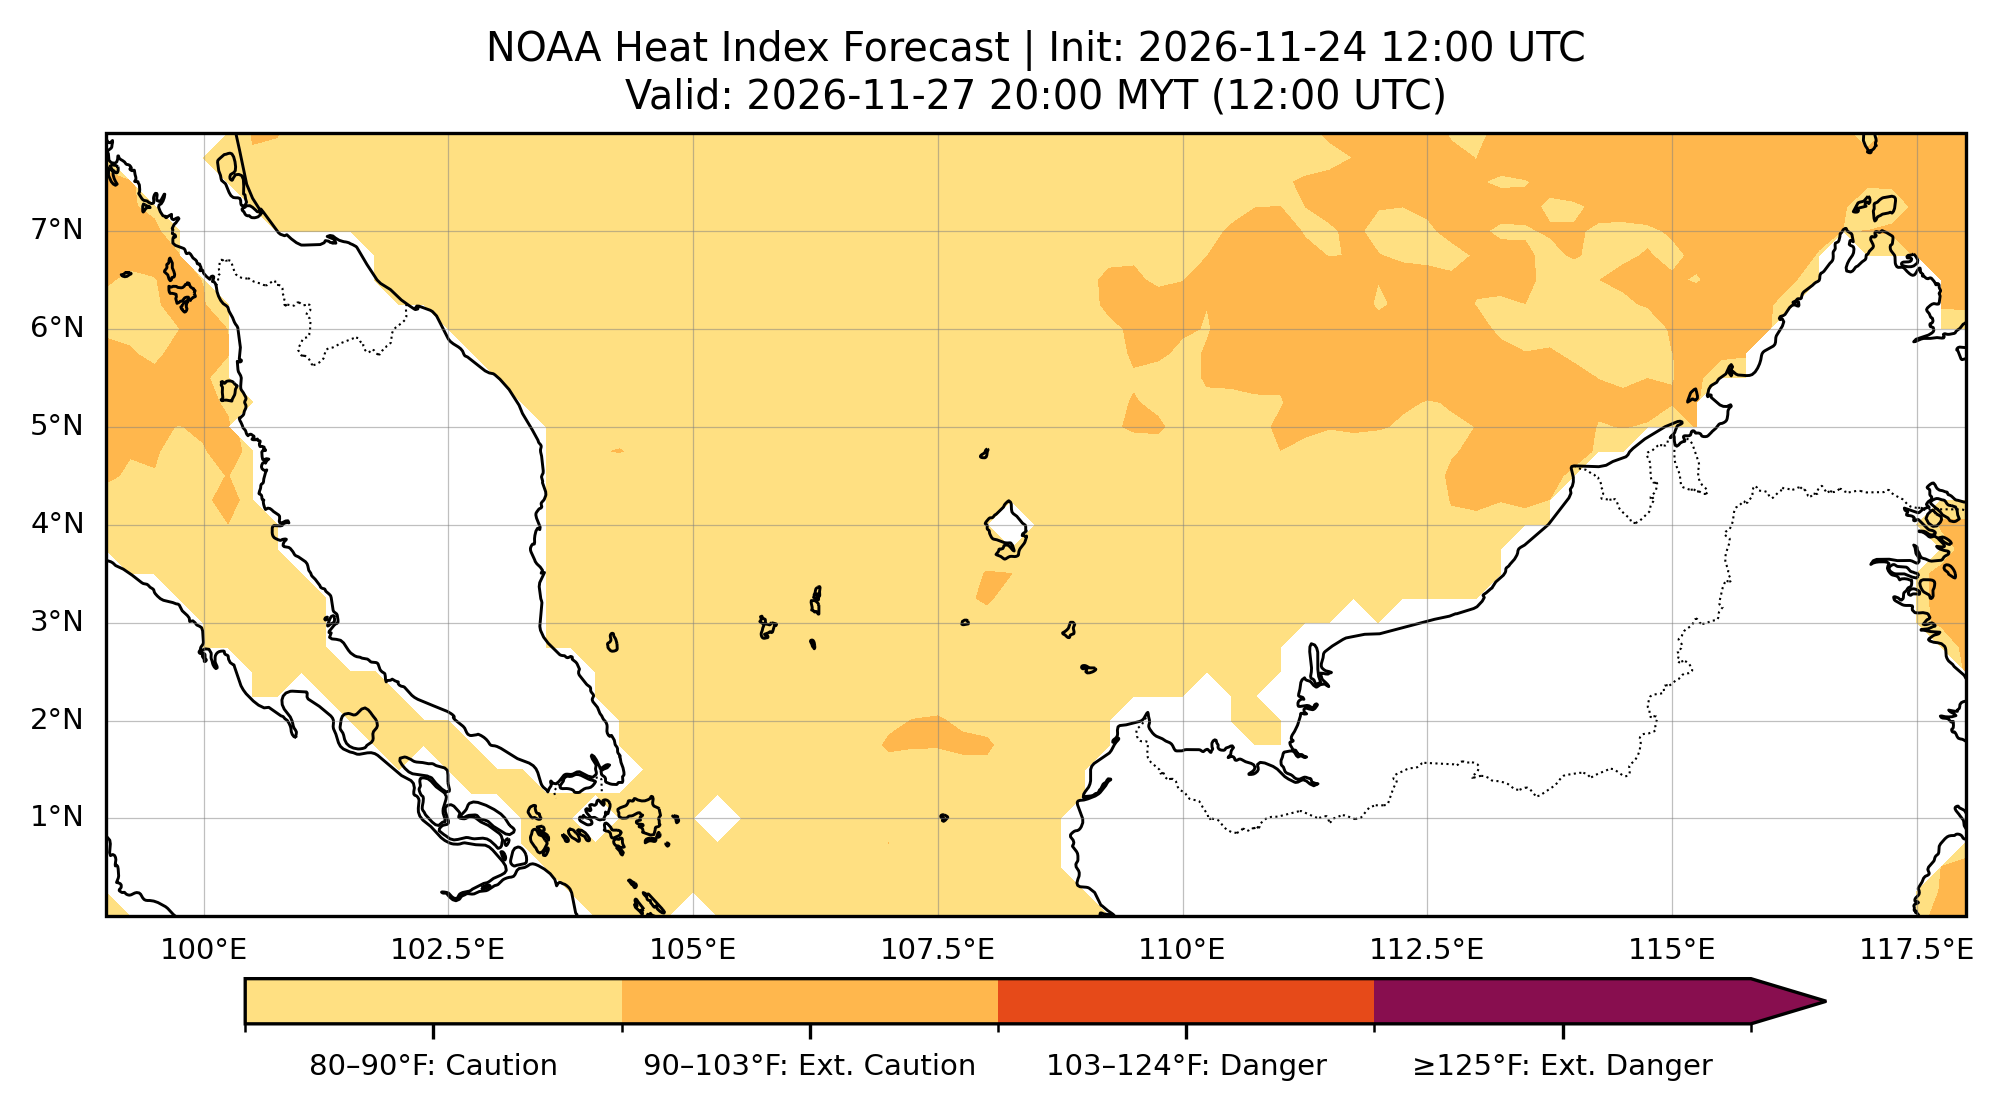 NOAA Heat Index Forecast | Init: 2026-11-24 12:00 UTC
Valid: 2026-11-27 20:00 MYT (12:00 UTC)
7°N
6°N
5°N
4°N
3°N
2°N
1°N
100°E 102.5°E 105°E 107.5°E 110°E 112.5°E 115°E 117.5°E
80–90°F: Caution 90–103°F: Ext. Caution 103–124°F: Danger ≥125°F: Ext. Danger